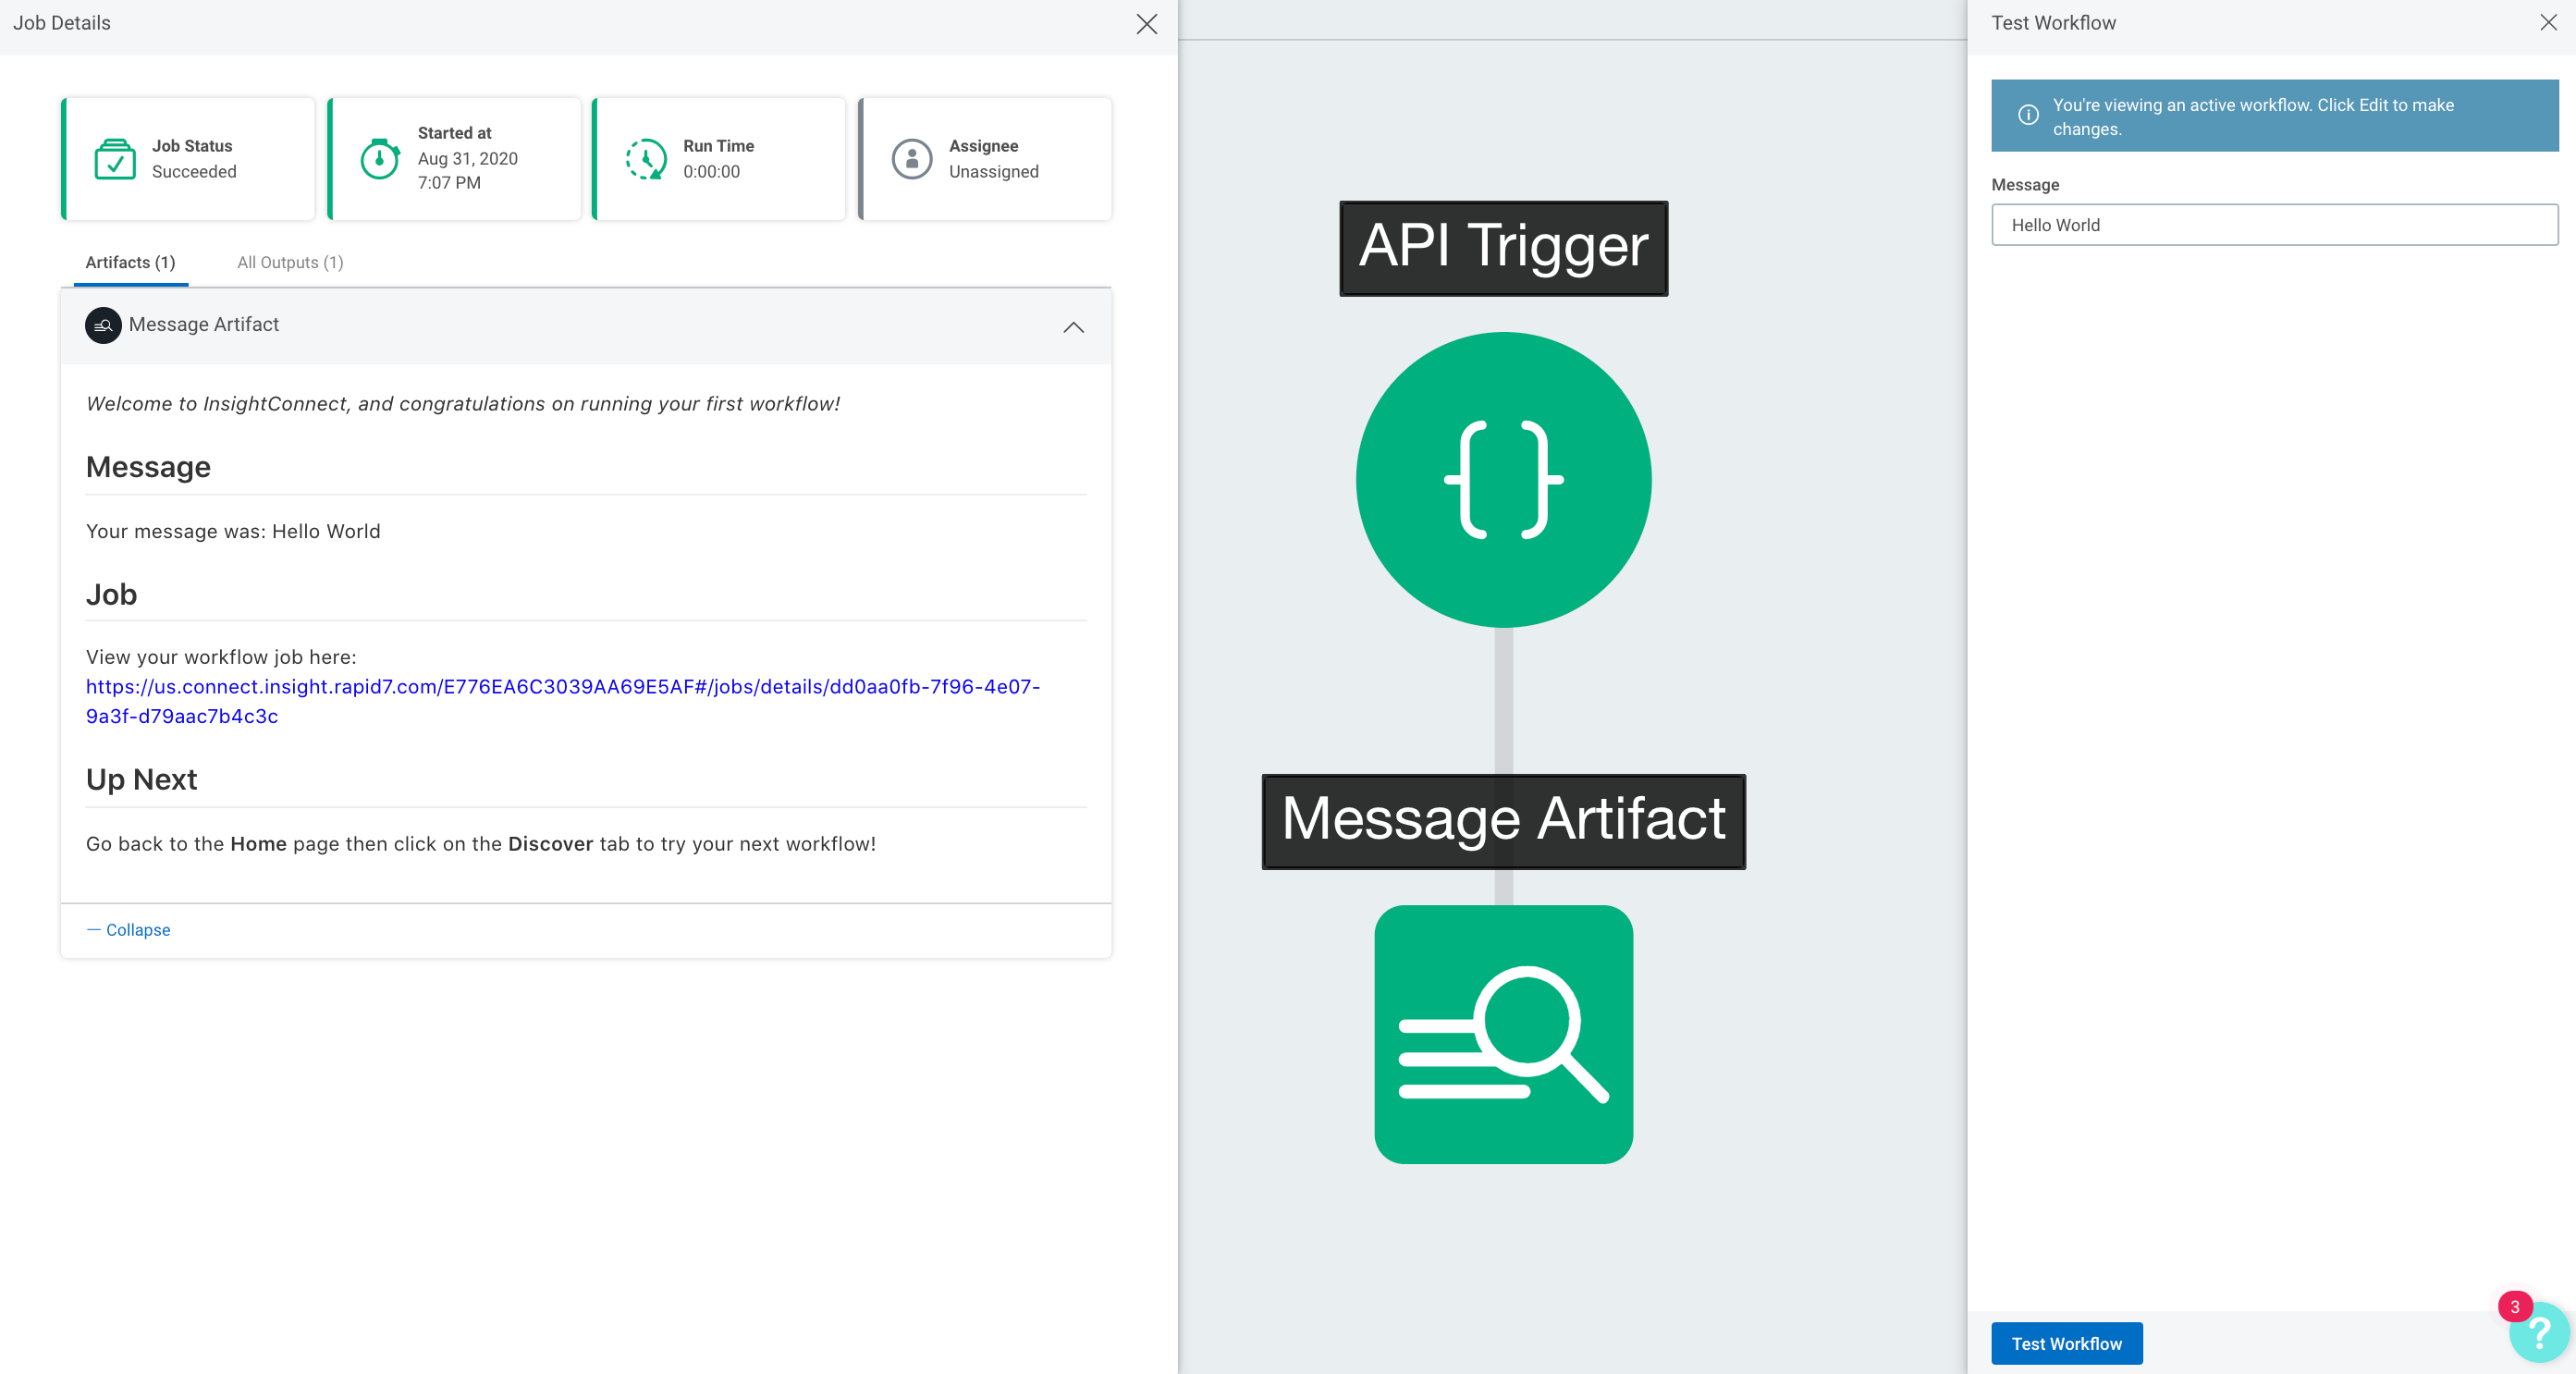 Job Details
Job Status
Succeeded
Started at
Aug 31, 2020
7:07 PM
Run Time
0:00:00
Assignee
Unassigned
Artifacts (1)
All Outputs (1)
Message Artifact
Welcome to InsightConnect, and congratulations on running your first workflow!
Message
Your message was: Hello World
Job
View your workflow job here:
https://us.connect.insight.rapid7.com/E776EA6C3039AA69E5AF#/jobs/details/dd0aa0fb-7f96-4e07-
9a3f-d79aac7b4c3c
Up Next
Go back to the Home page then click on the Discover tab to try your next workflow!
— Collapse
API Trigger
Message Artifact
Test Workflow
You're viewing an active workflow. Click Edit to make
changes.
Message
Hello World
Test Workflow
3
?